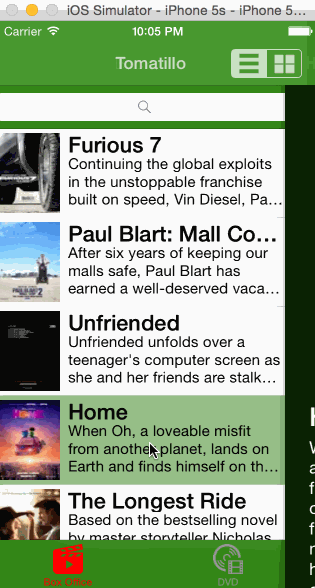 iOS Simulator - iPhone 5s - iPhone 5...
Carrier 10:05 PM
Tomatillo
Furious 7
Continuing the global exploits
in the unstoppable franchise
built on speed, Vin Diesel, Pa...
Paul Blart: Mall Co...
After six years of keeping our
malls safe, Paul Blart has
earned a well-deserved vaca...
Unfriended
Unfriended unfolds over a
teenager's computer screen as
she and her friends are stalk...
Home
When Oh, a loveable misfit
from another planet, lands on
Earth and finds himself on th...
The Longest Ride
Based on the bestselling novel
by master storyteller Nicholas
Box Office
DVD